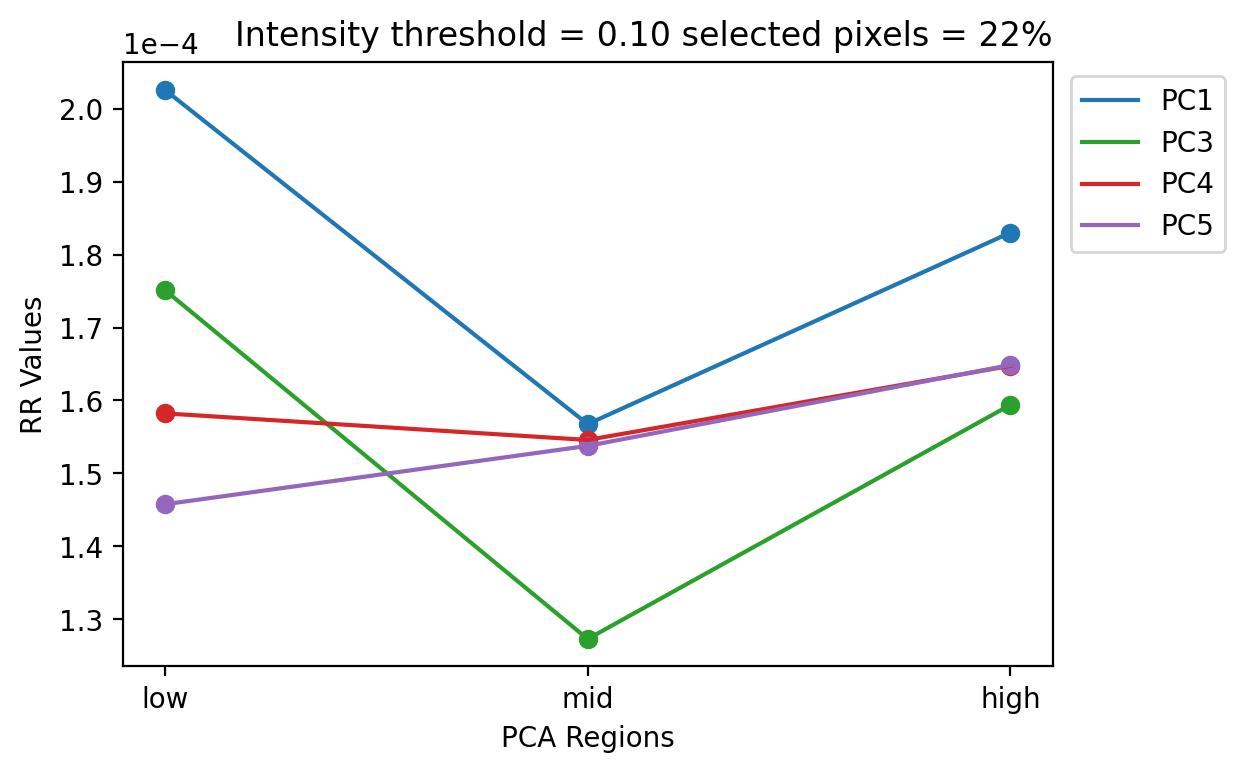 1e−4
Intensity threshold = 0.10 selected pixels = 22%
2.0
1.9
1.8
1.7
1.6
1.5
1.4
1.3
RR Values
low
mid
high
PCA Regions
PC1
PC3
PC4
PC5